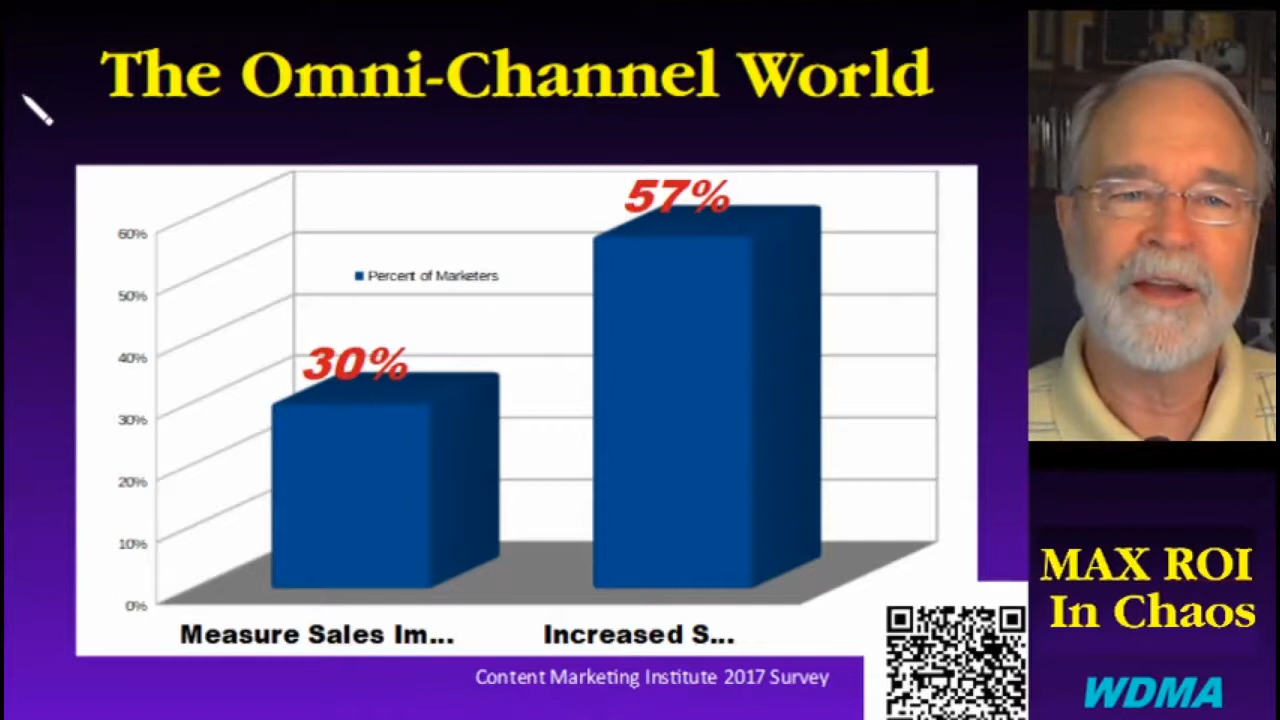 The Omni-Channel World
57%
60%
Percent of Marketers
50%
30%
40%
30%
20%
10%
0%
Measure Sales Im...
Increased S...
Content Marketing Institute 2017 Survey
MAX ROI
In Chaos
WDMA